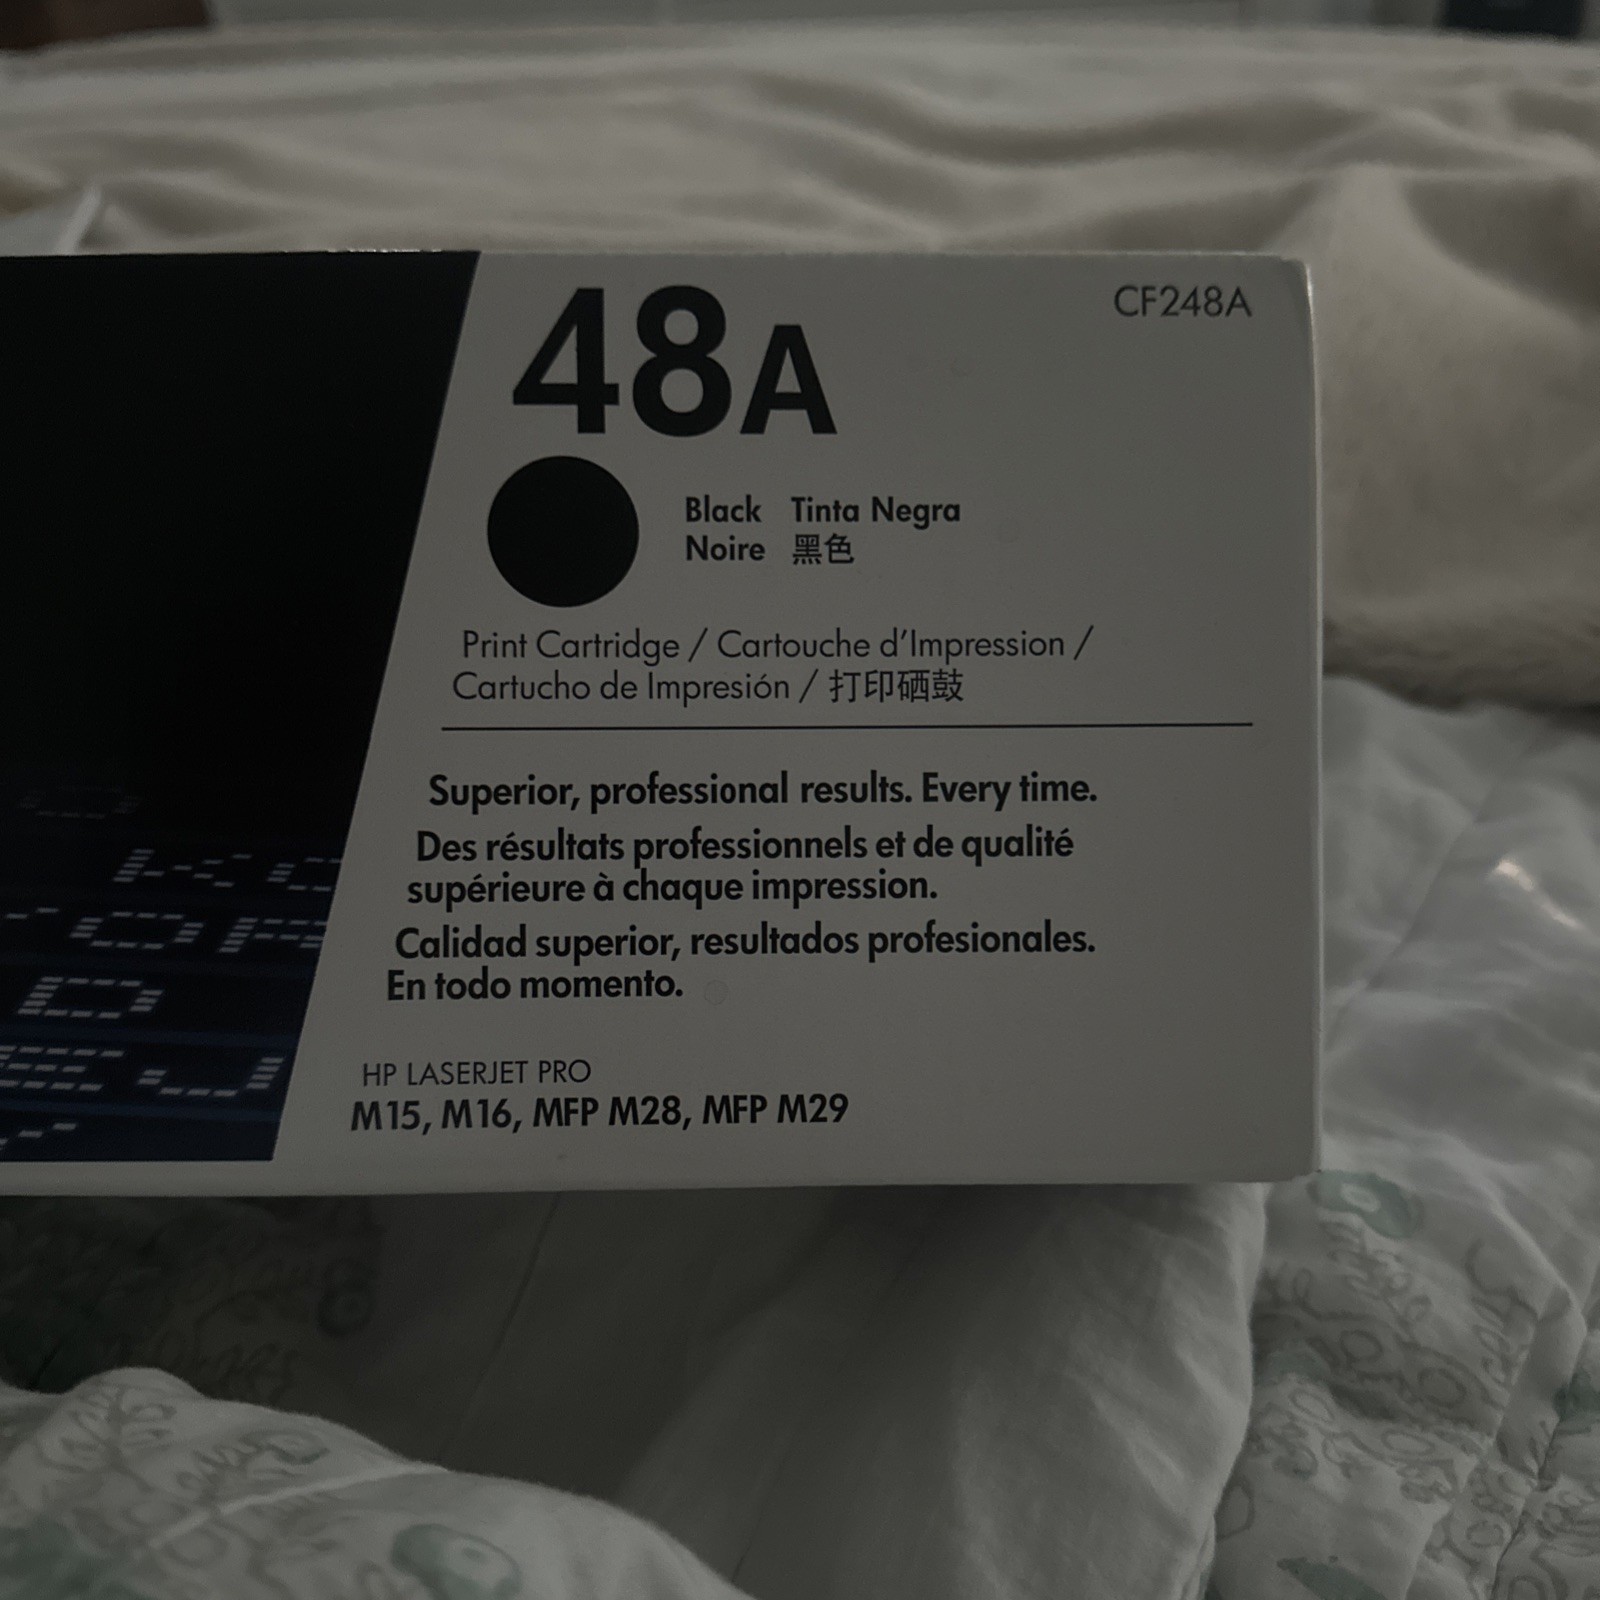 48A
CF248A
Black Tinta Negra
Noire 黑色
Print Cartridge / Cartouche d'Impression /
Cartucho de Impresión / 打印硒鼓
Superior, professional results. Every time.
Des résultats professionnels et de qualité
supérieure à chaque impression.
Calidad superior, resultados profesionales.
En todo momento.
HP LASERJET PRO
M15, M16, MFP M28, MFP M29